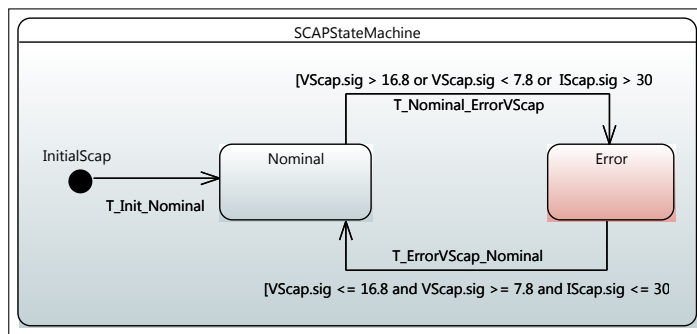 SCAPStateMachine
[VScap.sig > 16.8 or VScap.sig < 7.8 or  IScap.sig > 30
T_Nominal_ErrorVScap
InitialScap
Nominal
Error
T_Init_Nominal
T_ErrorVScap_Nominal
[VScap.sig <= 16.8 and VScap.sig >= 7.8 and IScap.sig <= 30